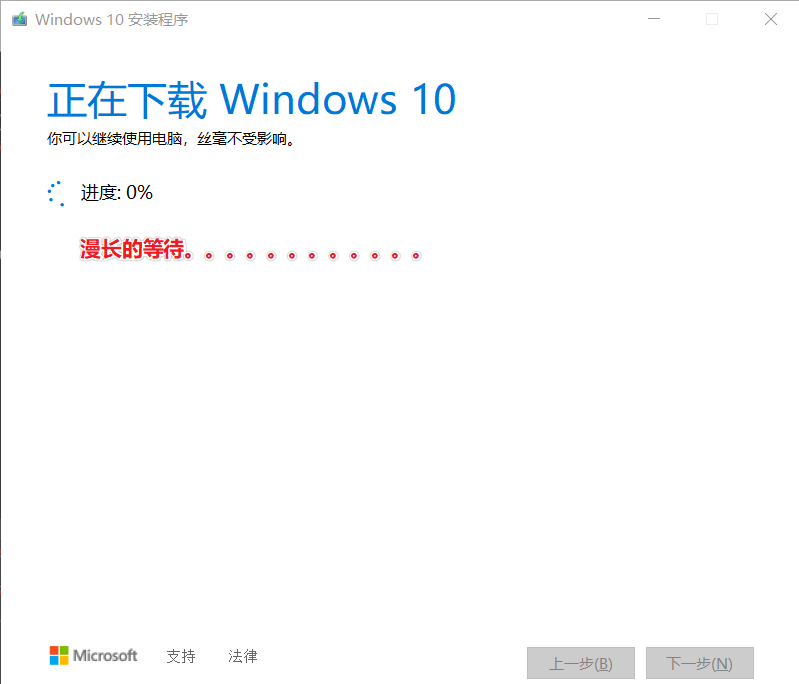 Windows 10 安装程序
正在下载 Windows 10
你可以继续使用电脑，丝毫不受影响。
进度: 0%
漫长的等待。。。。。。。。。。。。
Microsoft 支持 法律 上一步(B) 下一步(N)